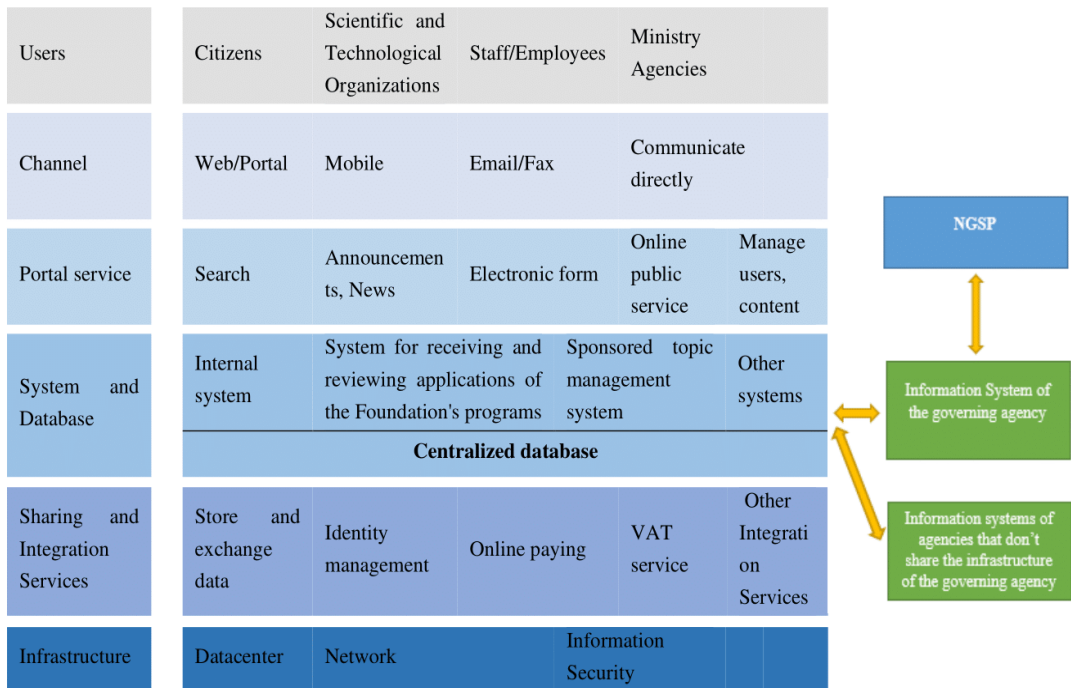 Users
Citizens
Scientific and
Technological
Organizations
Staff/Employees
Ministry
Agencies
Channel
Web/Portal
Mobile
Email/Fax
Communicate
directly
Portal service
Search
Announcemen
ts, News
Electronic form
Online
public
service
Manage
users,
content
System and
Database
Internal
system
System for receiving and
reviewing applications of
the Foundation's programs
Sponsored topic
management
system
Other
systems
Centralized database
Sharing and
Integration
Services
Store and
exchange
data
Identity
management
Online paying
VAT
service
Other
Integrati
on
Services
Infrastructure
Datacenter
Network
Information
Security
NGSP
Information System of
the governing agency
Information systems of
agencies that don't
share the infrastructure
of the governing agency